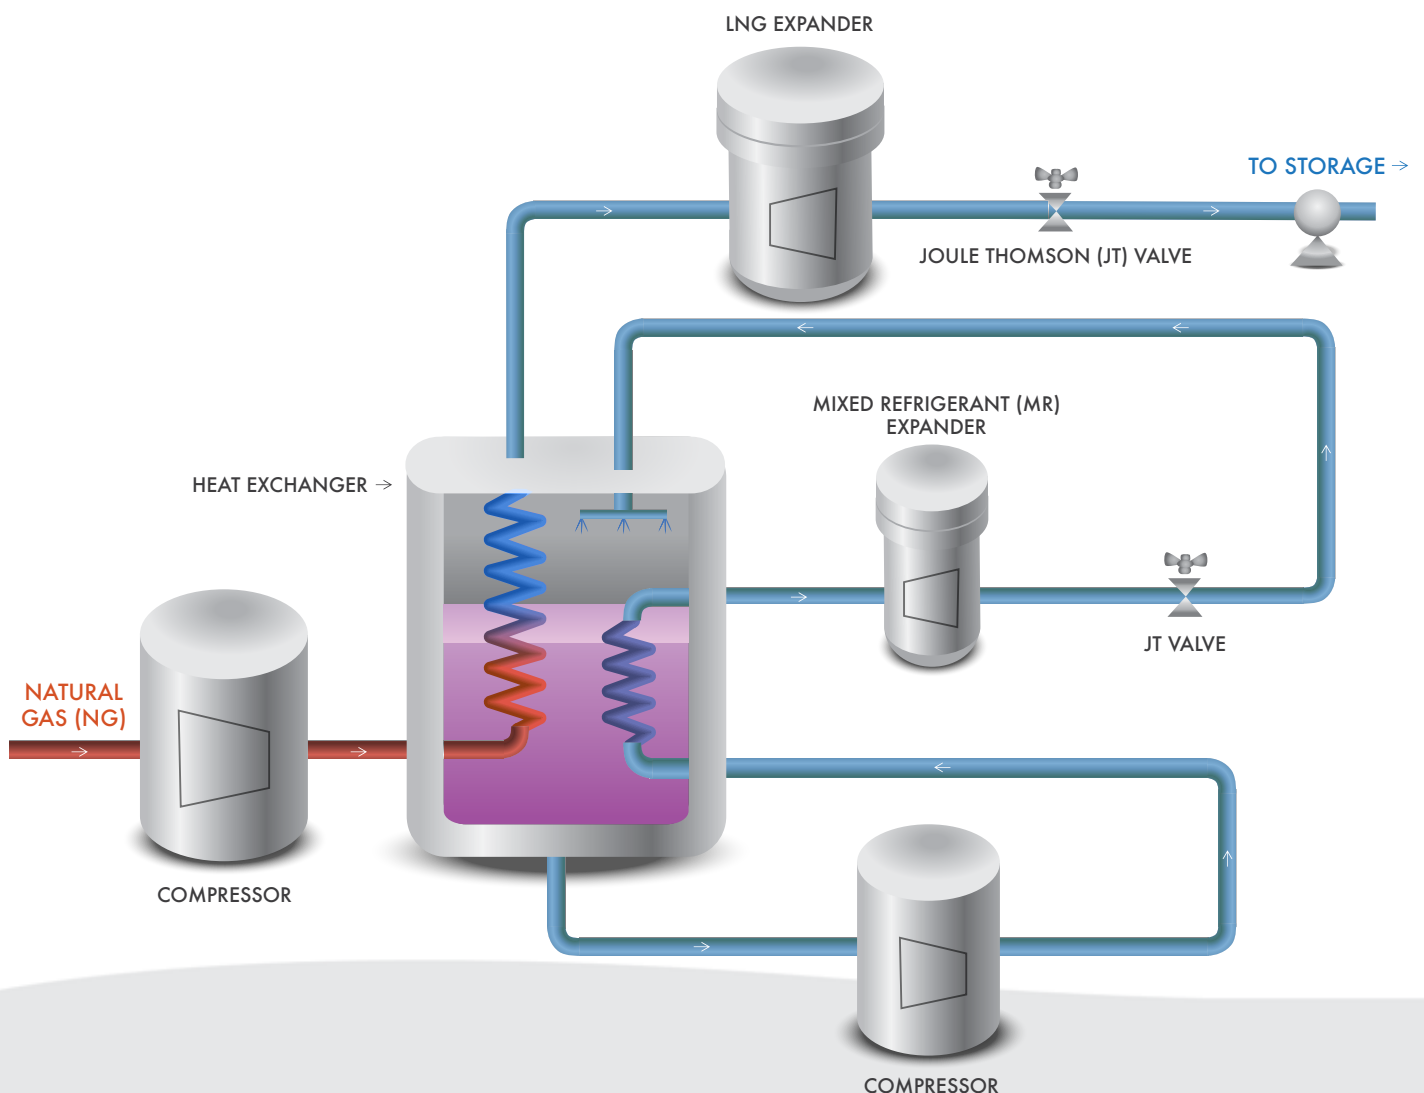 LNG EXPANDER
TO STORAGE →
JOULE THOMSON (JT) VALVE
MIXED REFRIGERANT (MR)
EXPANDER
HEAT EXCHANGER →
JT VALVE
NATURAL
GAS (NG)
COMPRESSOR
COMPRESSOR